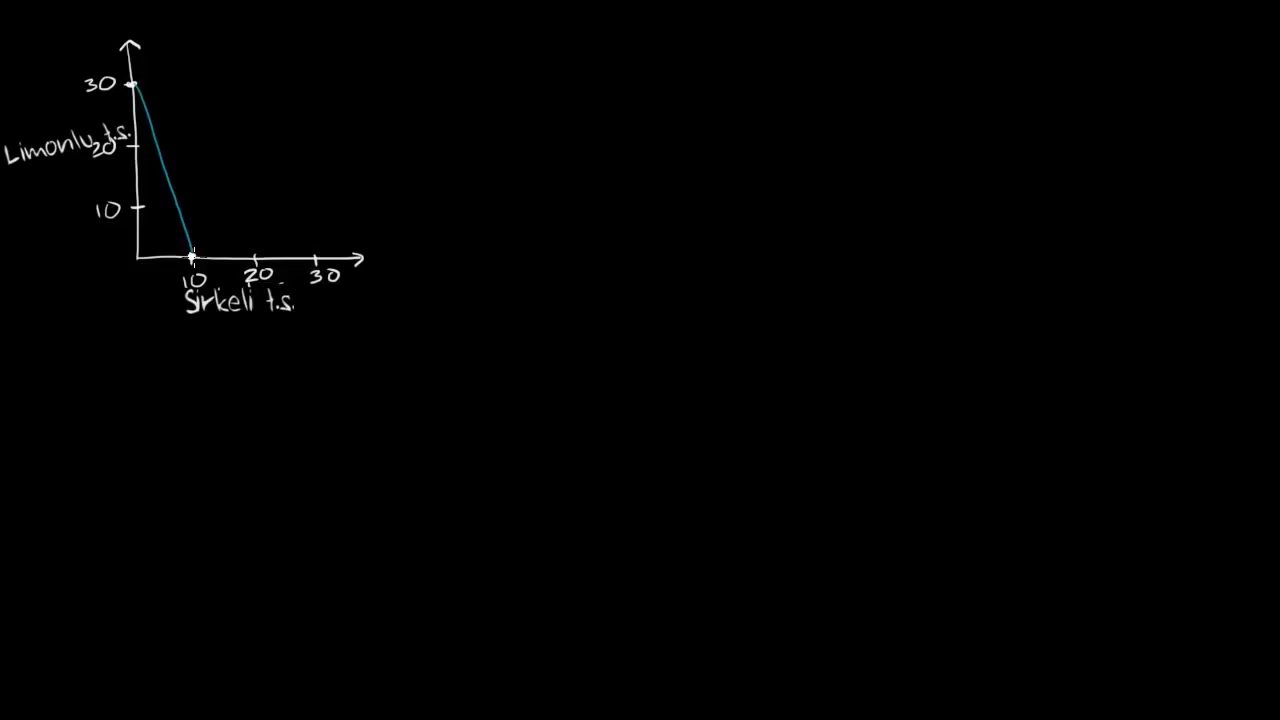 30
Limonlu t.s.
20
10
10 20 30
Sirkeli t.s.